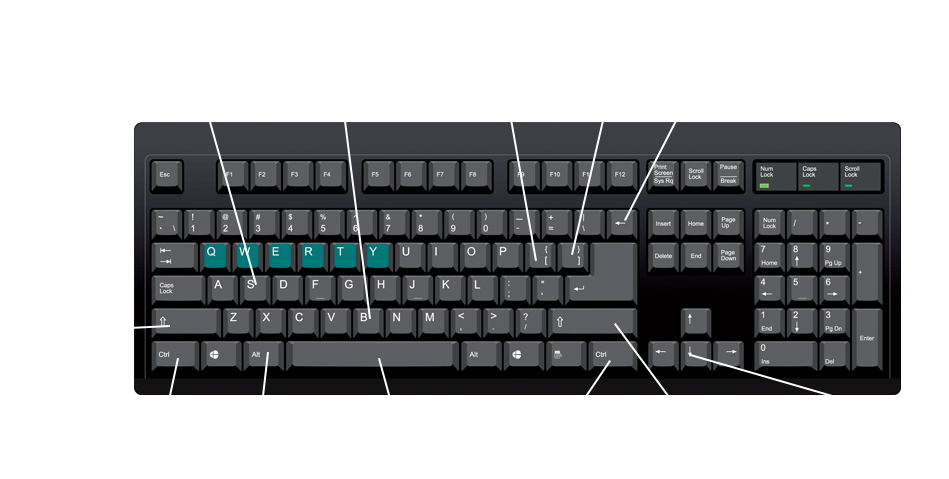 Esc F1 F2 F3 F4 F5 F6 F7 F8 F9 F10 F12
Print Screen Sys Rq Scroll Lock Pause Break
Num Lock Caps Lock Scroll Lock
~ ! @ # $ % & * ( ) _ +
\ 1 2 3 4 5 6 7 8 9 0 - = \ ←
Insert Home Page Up
Num Lock / * -
|← →| Q W E R T Y U I O P { [ } ]
Delete End Page Down
7 Home 8 ↑ 9 Pg Up +
Caps Lock A S D F G H J K L : ; " ' ↵
4 ← 5 6 →
⇧ Z X C V B N M < , > . ? / ⇧
↑
1 End 2 ↓ 3 Pg Dn Enter
Ctrl Alt Alt Ctrl
← ↓ →
0 Ins . Del